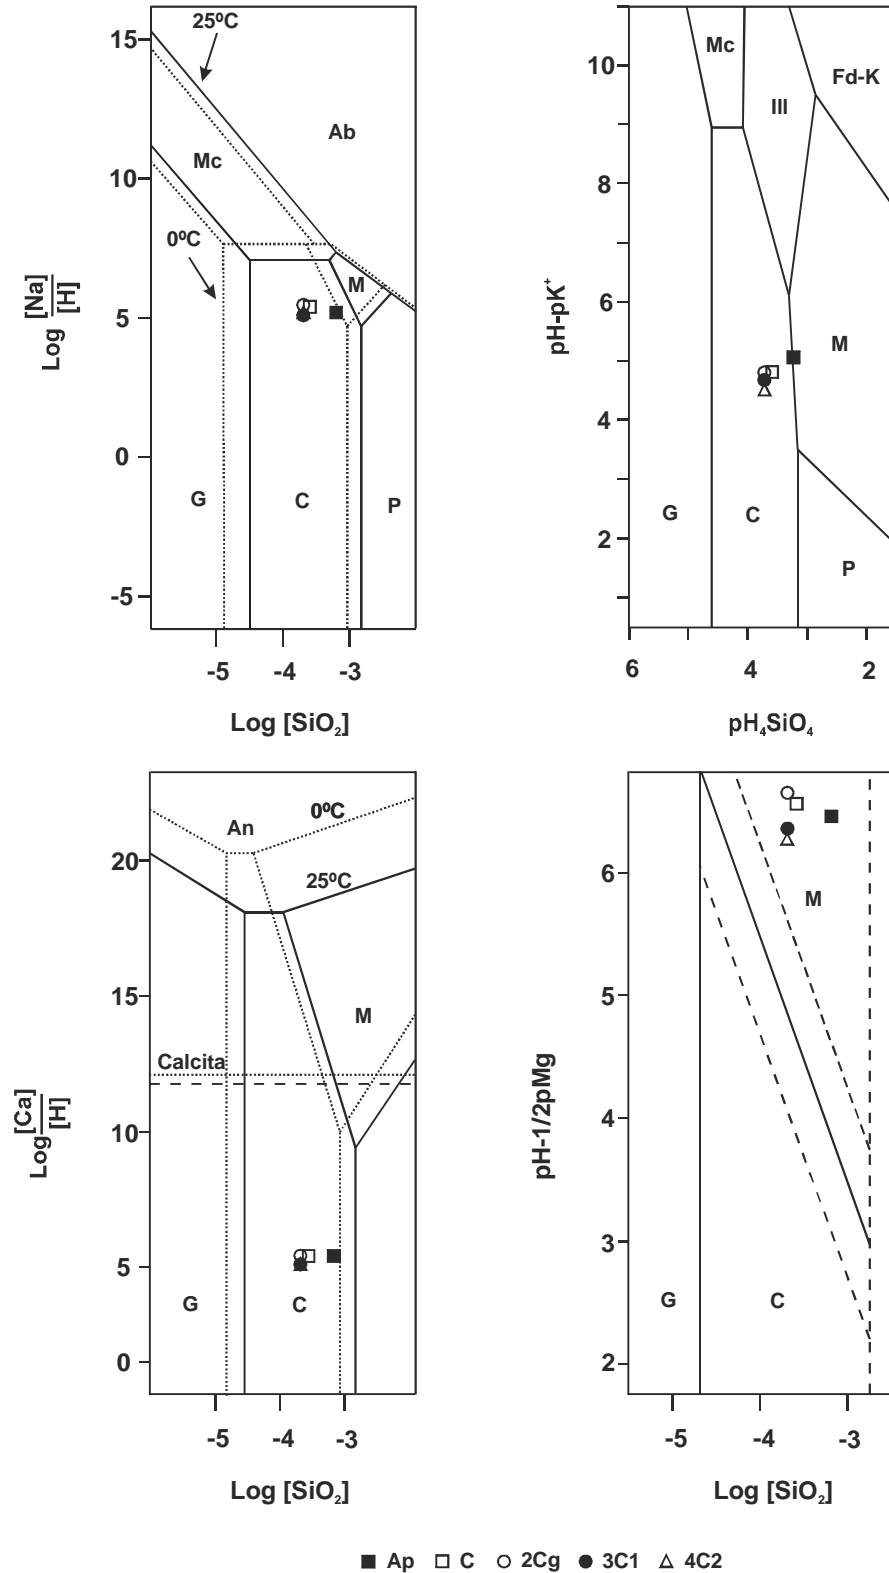 25ºC
15
Ab
Mc
10
0ºC
M
Log [Na]
[H]
5
0
G
C
P
-5
-5 -4 -3
Log [SiO2]
Mc
Fd-K
10
Ill
8
pH-pK+
6
M
4
G
C
2
P
6 4 2
pH4SiO4
An
0ºC
20
25ºC
15
M
Calcita
Log [Ca]
[H]
10
5
G
C
0
-5 -4 -3
Log [SiO2]
6
M
5
pH-1/2pMg
4
3
G
C
2
-5 -4 -3
Log [SiO2]
Ap C 2Cg 3C1 4C2